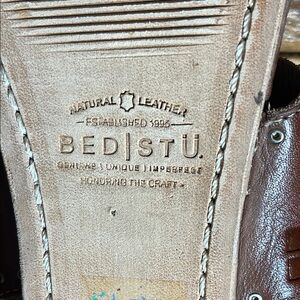 NATURAL LEATHER
ESTABLISHED 1995
BED|STÜ.
GENUINE | UNIQUE | IMPERFECT
HONORING THE CRAFT